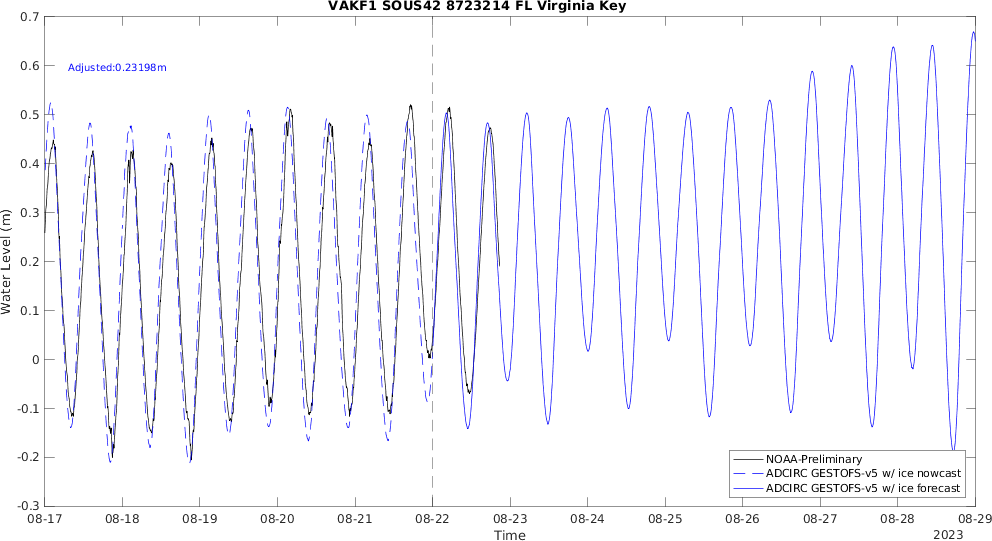 VAKF1 SOUS42 8723214 FL Virginia Key
Adjusted:0.23198m
Water Level (m)
0.7
0.6
0.5
0.4
0.3
0.2
0.1
0
-0.1
-0.2
-0.3
NOAA-Preliminary
ADCIRC GESTOFS-v5 w/ ice nowcast
ADCIRC GESTOFS-v5 w/ ice forecast
08-17 08-18 08-19 08-20 08-21 08-22 08-23 08-24 08-25 08-26 08-27 08-28 08-29
Time
2023